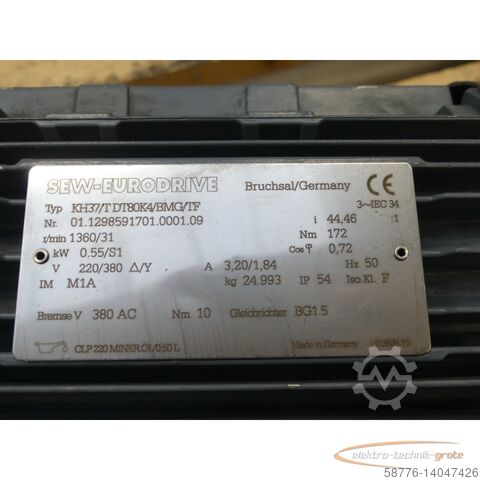 SEW-EURODRIVE Bruchsal/Germany CE
3~IEC 34
Typ KH37/T DT80K4/BMG/TF
Nr. 01.1298591701.0001.09 i 44,46 :1
r/min 1360/31 Nm 172
kW 0.55/S1 Cos φ 0,72
V 220/380 Δ/Y A 3,20/1,84 Hz 50
IM M1A kg 24.993 IP 54 Iso.Kl. F
Bremse V 380 AC Nm 10 Gleichrichter BG1.5
CLP 220 MINER.ÖL/0.50 L Made in Germany
elektro-technik-grote
58776-14047426